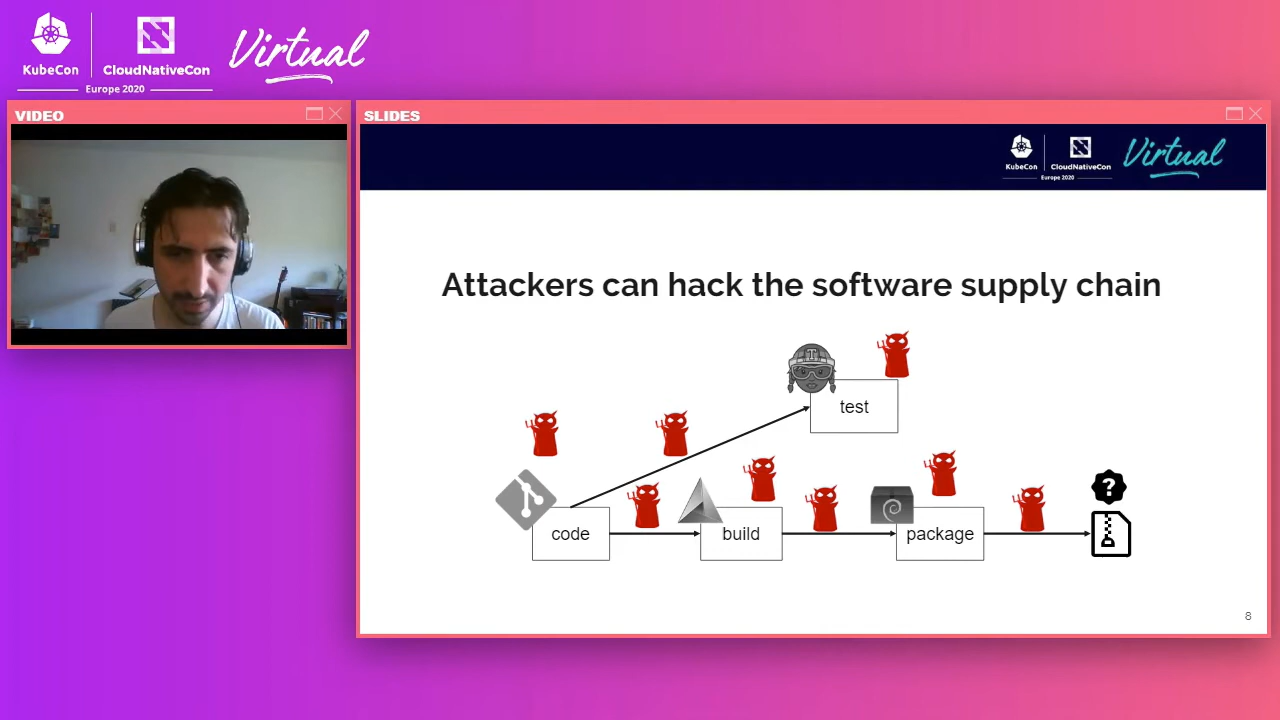 KubeCon
CloudNativeCon
Europe 2020
Virtual
VIDEO
SLIDES
KubeCon
CloudNativeCon
Europe 2020
Virtual
Attackers can hack the software supply chain
T
test
?
code
build
package
8